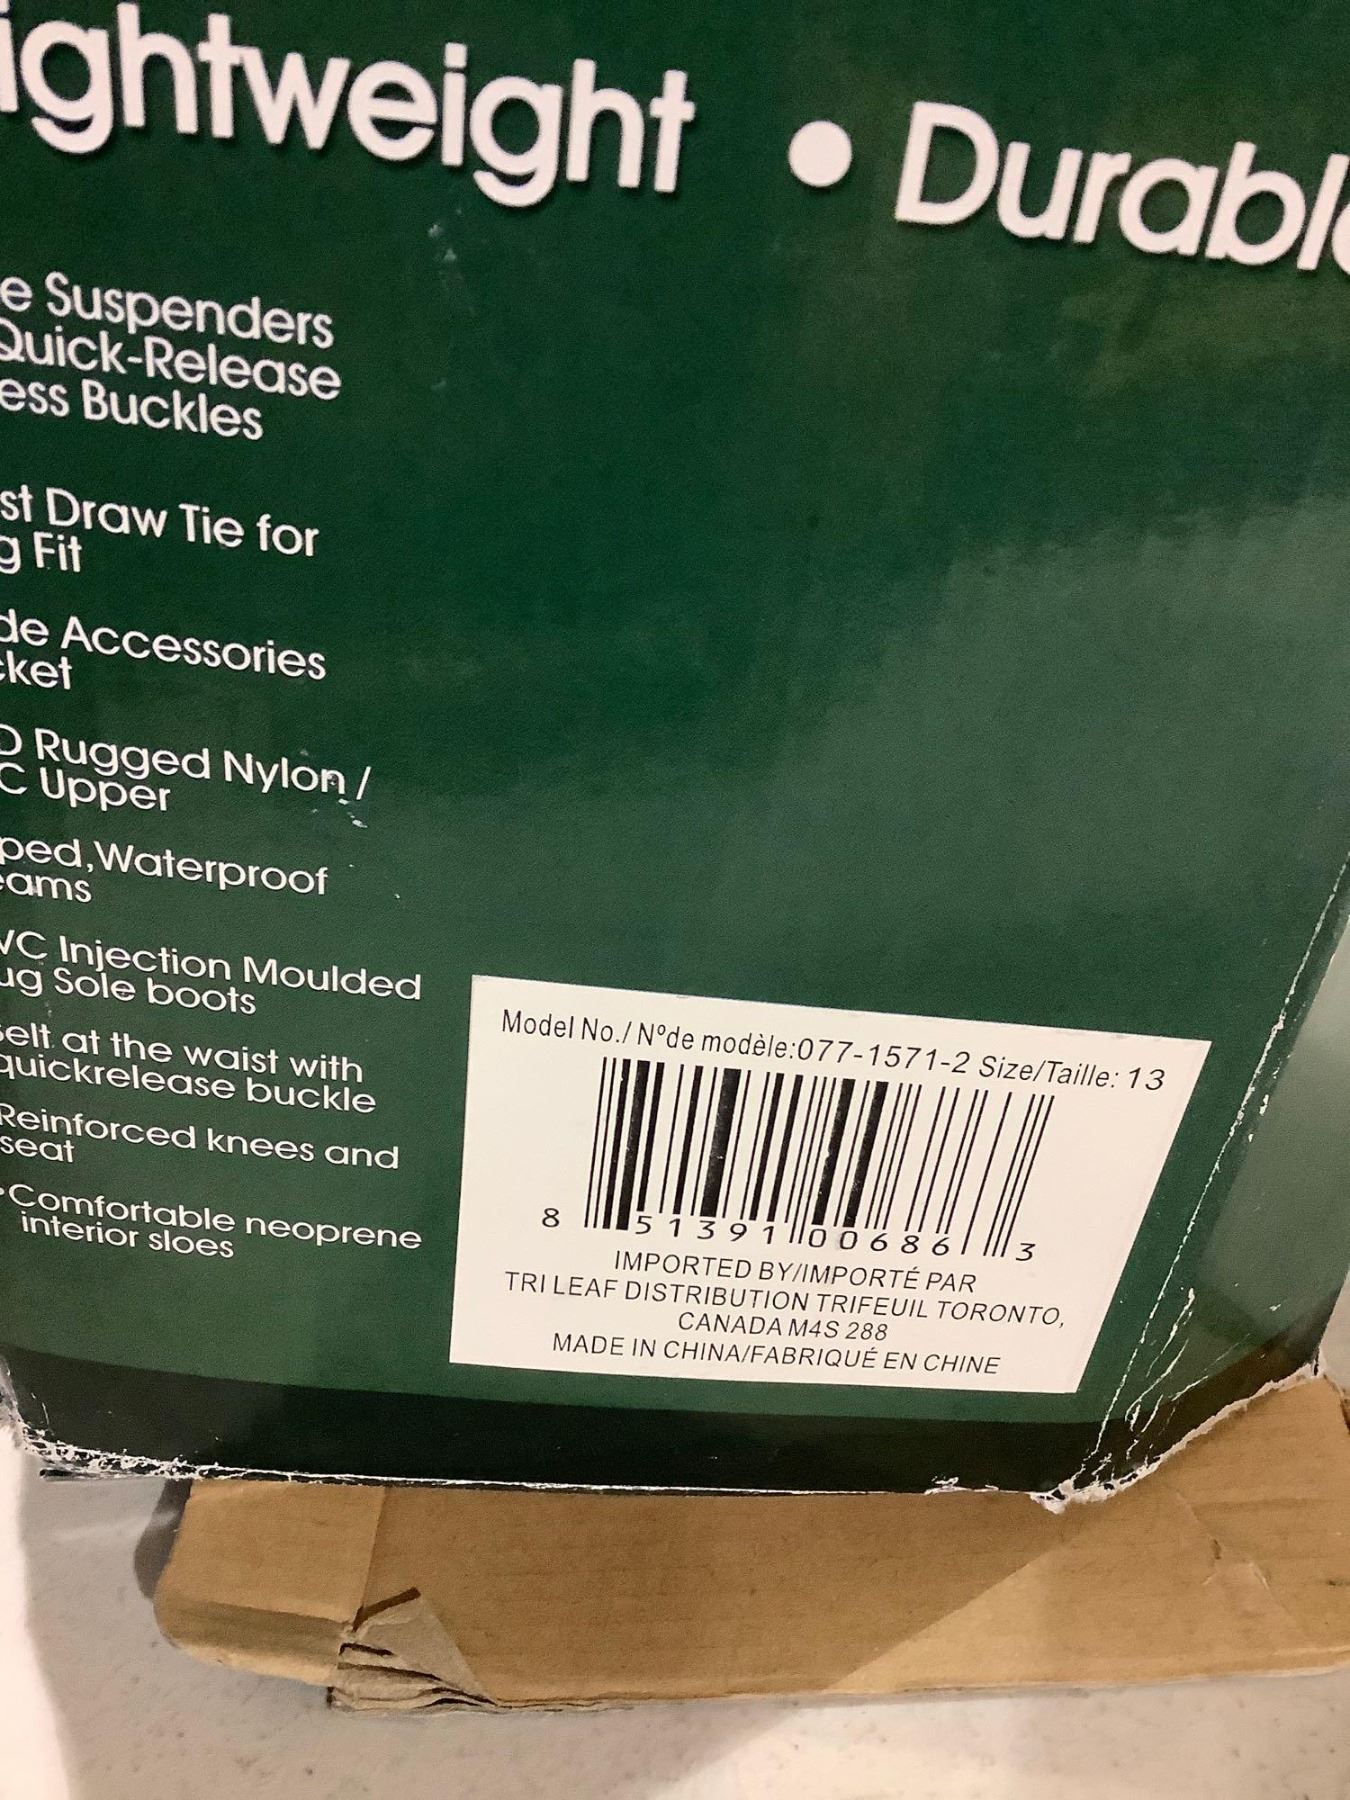 ightweight • Durable
e Suspenders
Quick-Release
ess Buckles
st Draw Tie for
g Fit
de Accessories
cket
D Rugged Nylon /
C Upper
ped,Waterproof
eams
VC Injection Moulded
ug Sole boots
elt at the waist with
quickrelease buckle
Reinforced knees and
seat
•Comfortable neoprene
interior sloes
Model No./ Nºde modèle:077-1571-2 Size/Taille: 13
8 51391 00686 3
IMPORTED BY/IMPORTÉ PAR
TRI LEAF DISTRIBUTION TRIFEUIL TORONTO,
CANADA M4S 288
MADE IN CHINA/FABRIQUÉ EN CHINE